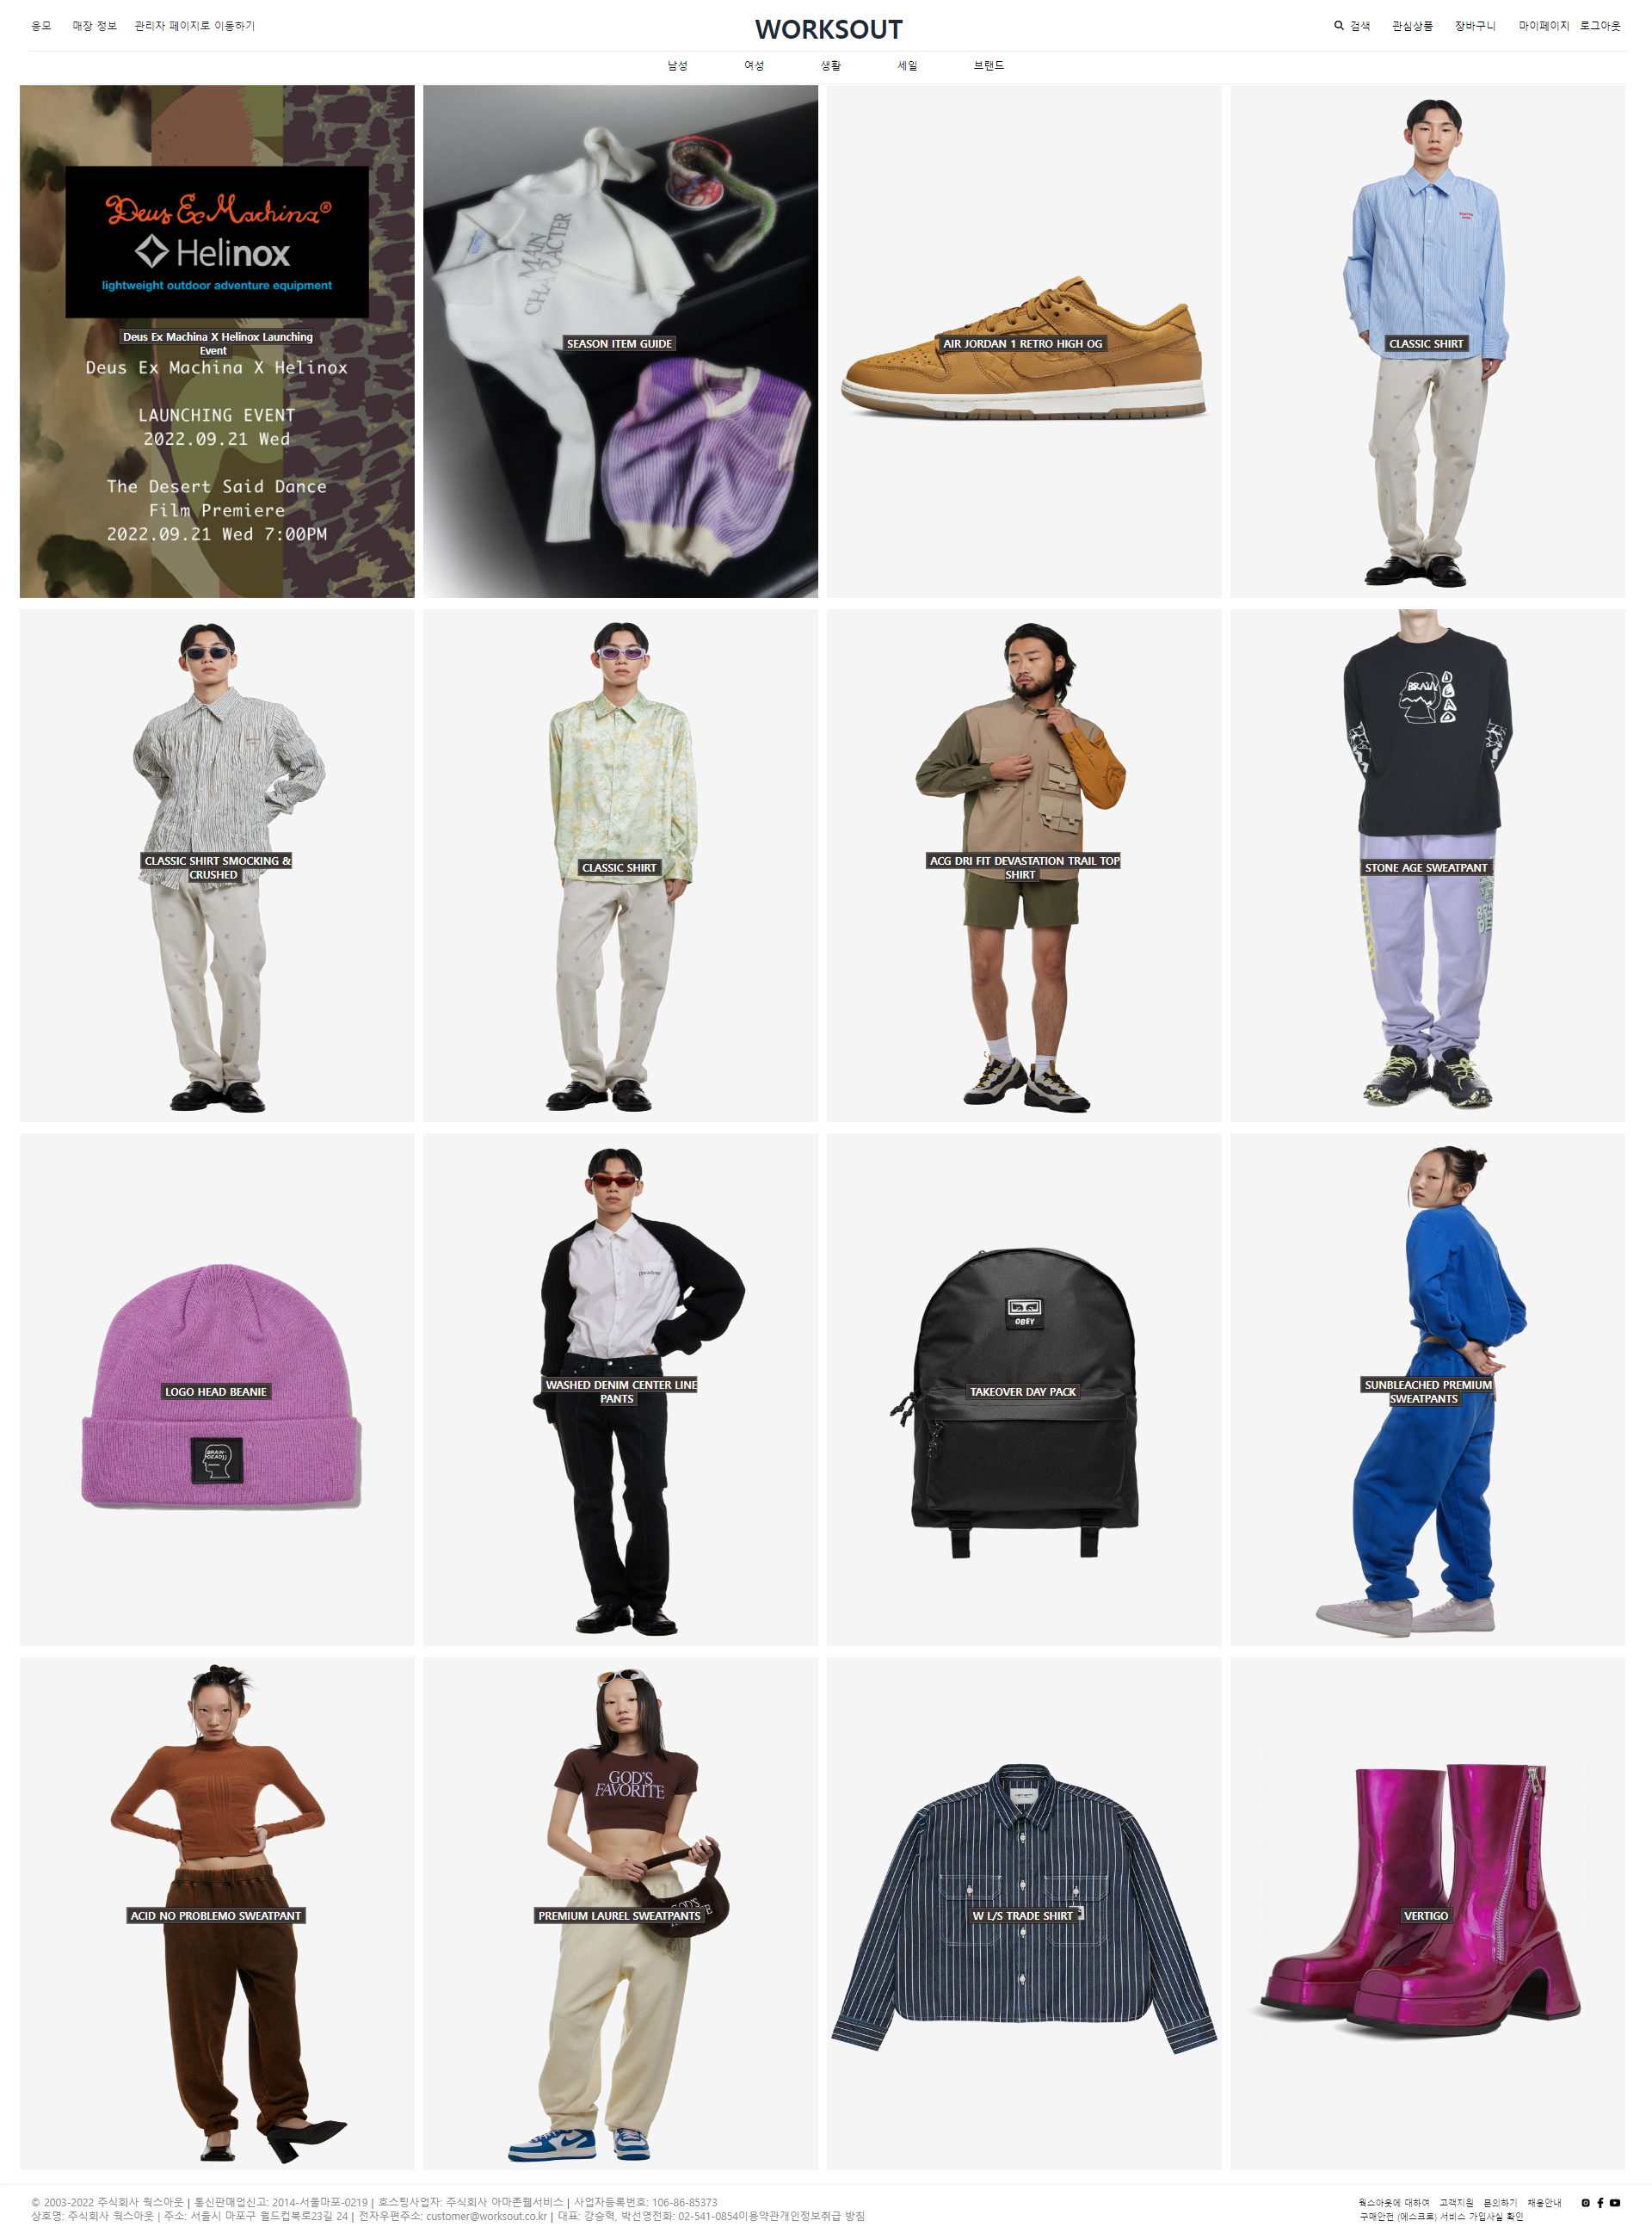 응모 매장 정보 관리자 페이지로 이동하기
WORKSOUT
검색 관심상품 장바구니 마이페이지 로그아웃
남성 여성 생활 세일 브랜드
Deus Ex Machina®
Helinox
lightweight outdoor adventure equipment
Deus Ex Machina X Helinox Launching
Event
Deus Ex Machina X Helinox
LAUNCHING EVENT
2022.09.21 Wed
The Desert Said Dance
Film Premiere
2022.09.21 Wed 7:00PM
MAIN
CHARACTER
SEASON ITEM GUIDE
AIR JORDAN 1 RETRO HIGH OG
CLASSIC SHIRT
CLASSIC SHIRT SMOCKING &
CRUSHED
CLASSIC SHIRT
ACG DRI FIT DEVASTATION TRAIL TOP
SHIRT
BRAIN
DEAD
STONE AGE SWEATPANT
LOGO HEAD BEANIE
BRAIN-
DEAD
WASHED DENIM CENTER LINE
PANTS
OBEY
TAKEOVER DAY PACK
SUNBLEACHED PREMIUM
SWEATPANTS
ACID NO PROBLEMO SWEATPANT
GOD'S
FAVORITE
PREMIUM LAUREL SWEATPANTS
W L/S TRADE SHIRT
VERTIGO
© 2003-2022 주식회사 웍스아웃 | 통신판매업신고: 2014-서울마포-0219 | 호스팅사업자: 주식회사 아마존웹서비스 | 사업자등록번호: 106-86-85373
상호명: 주식회사 웍스아웃 | 주소: 서울시 마포구 월드컵북로23길 24 | 전자우편주소: customer@worksout.co.kr | 대표: 강승혁, 박선영전화: 02-541-0854이용약관개인정보취급 방침
웍스아웃에 대하여 고객지원 문의하기 채용안내
구매안전 (에스크로) 서비스 가입사실 확인